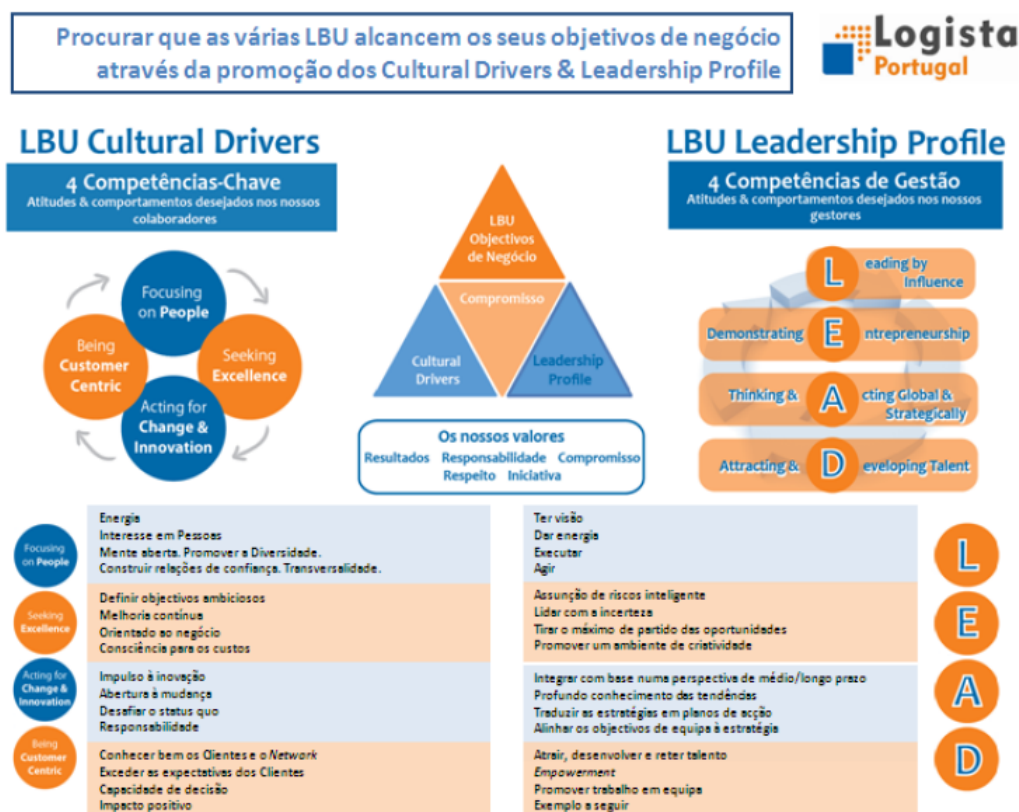 Procurar que as várias LBU alcancem os seus objetivos de negócio
através da promoção dos Cultural Drivers & Leadership Profile
Logista
Portugal
LBU Cultural Drivers
4 Competências-Chave
Atitudes & comportamentos desejados nos nossos
colaboradores
Focusing
on People
Being
Customer
Centric
Seeking
Excellence
Acting for
Change &
Innovation
LBU
Objectivos
de Negócio
Compromisso
Cultural
Drivers
Leadership
Profile
Os nossos valores
Resultados Responsabilidade Compromisso
Respeito Iniciativa
LBU Leadership Profile
4 Competências de Gestão
Atitudes & comportamentos desejados nos nossos
gestores
L eading by
Influence
Demonstrating E ntrepreneurship
Thinking & A cting Global &
Strategically
Attracting & D eveloping Talent
Focusing
on People
Energia
Interesse em Pessoas
Mente aberta. Promover a Diversidade.
Construir relações de confiança. Transversalidade.
Seeking
Excellence
Definir objectivos ambiciosos
Melhoria contínua
Orientado ao negócio
Consciência para os custos
Acting for
Change &
Innovation
Impulso à inovação
Abertura à mudança
Desafiar o status quo
Responsabilidade
Being
Customer
Centric
Conhecer bem os Clientes e o Network
Exceder as expectativas dos Clientes
Capacidade de decisão
Impacto positivo
Ter visão
Dar energia
Executar
Agir
L
Assunção de riscos inteligente
Lidar com a incerteza
Tirar o máximo de partido das oportunidades
Promover um ambiente de criatividade
E
Integrar com base numa perspectiva de médio/longo prazo
Profundo conhecimento das tendências
Traduzir as estratégias em planos de acção
Alinhar os objectivos de equipa à estratégia
A
Atrair, desenvolver e reter talento
Empowerment
Promover trabalho em equipa
Exemplo a seguir
D